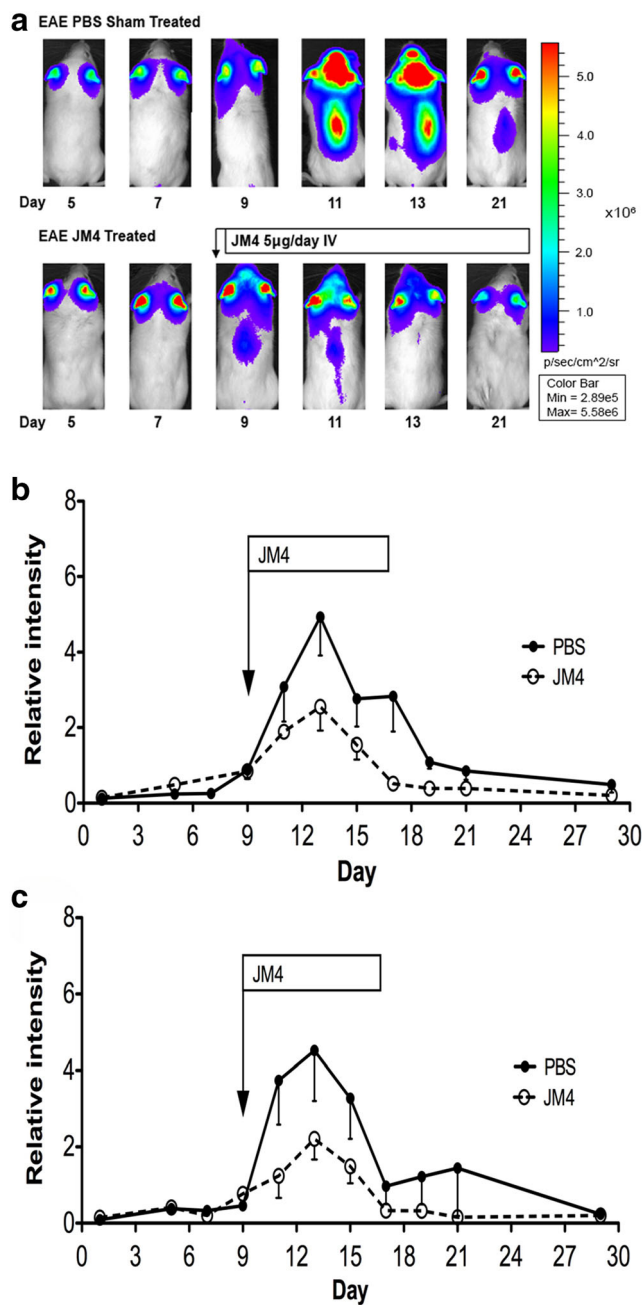 a
EAE PBS Sham Treated
5.0
4.0
3.0
x10⁶
2.0
1.0
Day 5 7 9 11 13 21
EAE JM4 Treated
JM4 5µg/day IV
p/sec/cm^2/sr
Color Bar
Min = 2.89e5
Max= 5.58e6
Day 5 7 9 11 13 21
b
8
6
4
2
0
Relative intensity
JM4
PBS
JM4
0 3 6 9 12 15 18 21 24 27 30
Day
c
8
6
4
2
0
Relative intensity
JM4
PBS
JM4
0 3 6 9 12 15 18 21 24 27 30
Day